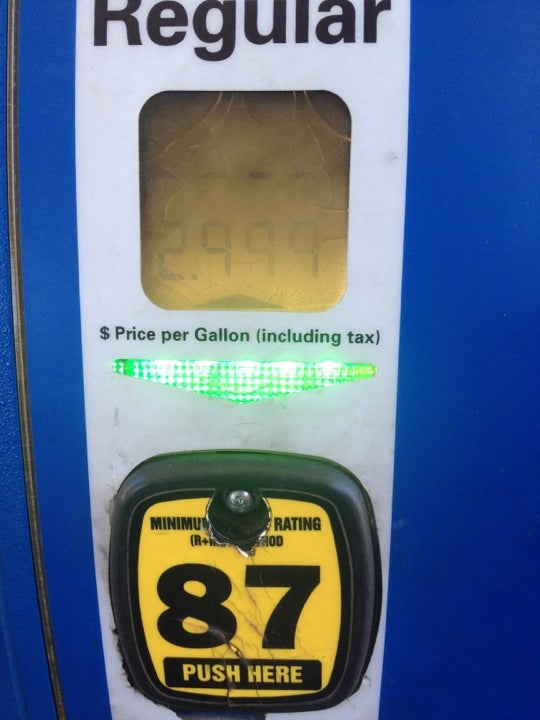 Regular
2.999
$ Price per Gallon (including tax)
RATING
87
PUSH HERE